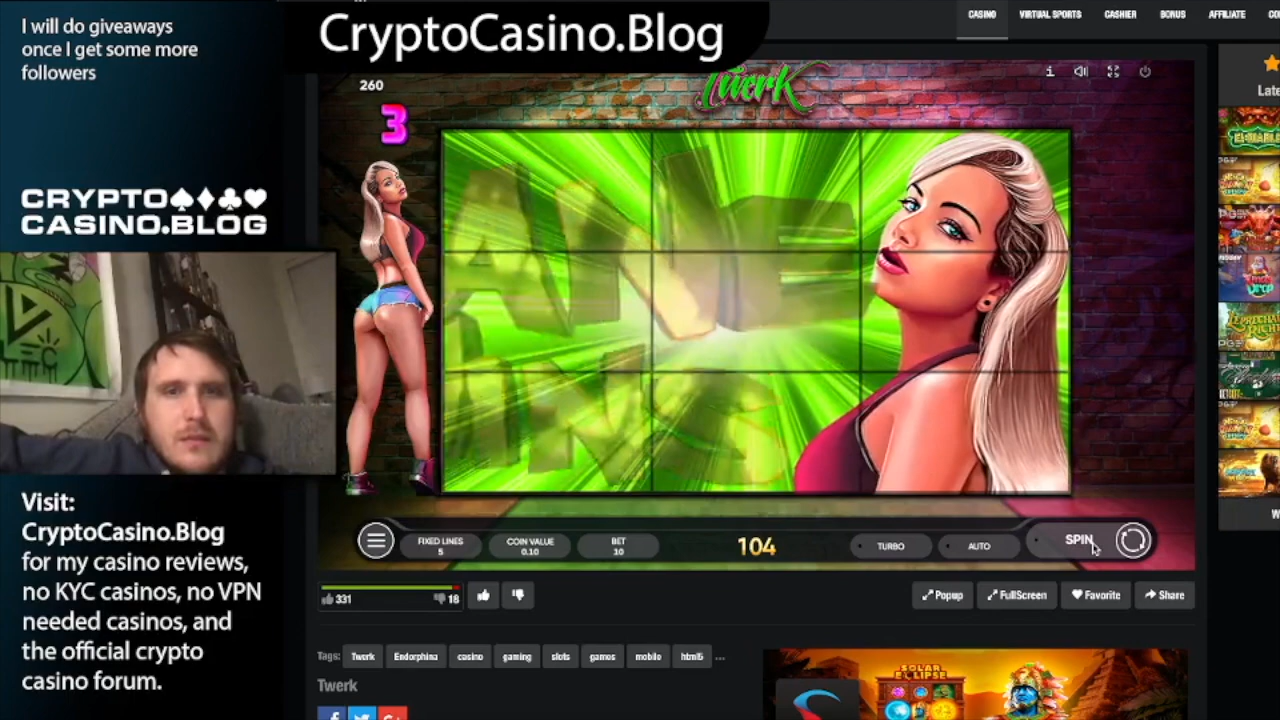 I will do giveaways
once I get some more
followers
CryptoCasino.Blog
CASINO
VIRTUAL SPORTS
CASHIER
BONUS
AFFILIATE
260
Twerk
3
CRYPTO
CASINO.BLOG
Visit:
CryptoCasino.Blog
for my casino reviews,
no KYC casinos, no VPN
needed casinos, and
the official crypto
casino forum.
FIXED LINES
5
COIN VALUE
0.10
BET
10
104
TURBO
AUTO
SPIN
331
18
Popup
FullScreen
Favorite
Share
Tags:
Twerk
Endorphina
casino
gaming
slots
games
mobile
html5
...
Twerk
SOLAR
ECLIPSE